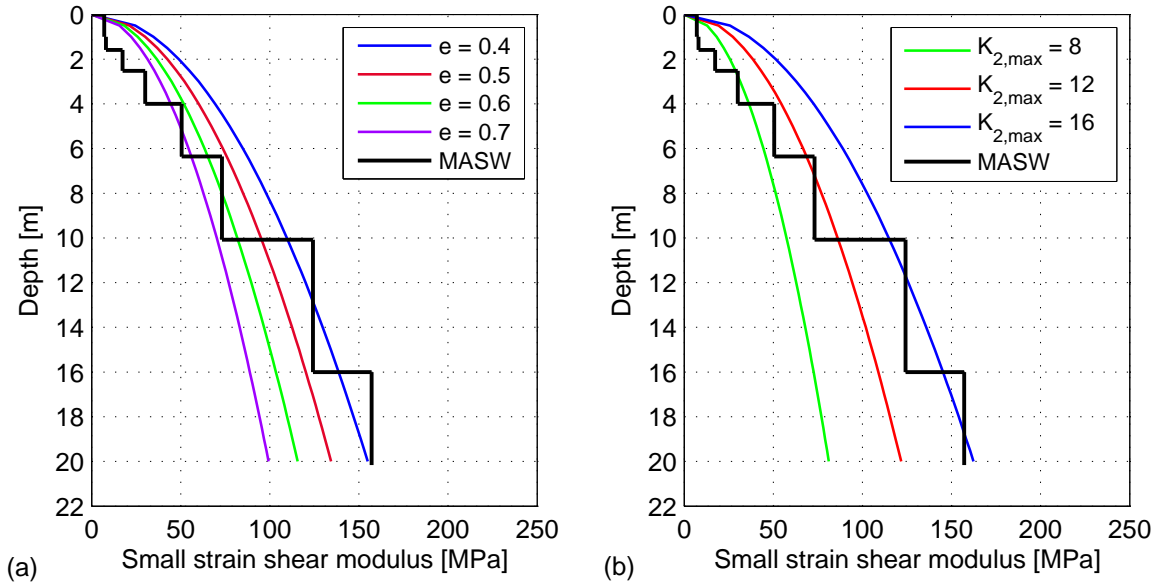 0
2
4
6
8
10
12
14
16
18
20
22
Depth [m]
0 50 100 150 200 250
Small strain shear modulus [MPa]
(a)
e = 0.4
e = 0.5
e = 0.6
e = 0.7
MASW
0
2
4
6
8
10
12
14
16
18
20
22
Depth [m]
0 50 100 150 200 250
Small strain shear modulus [MPa]
(b)
K2,max = 8
K2,max = 12
K2,max = 16
MASW